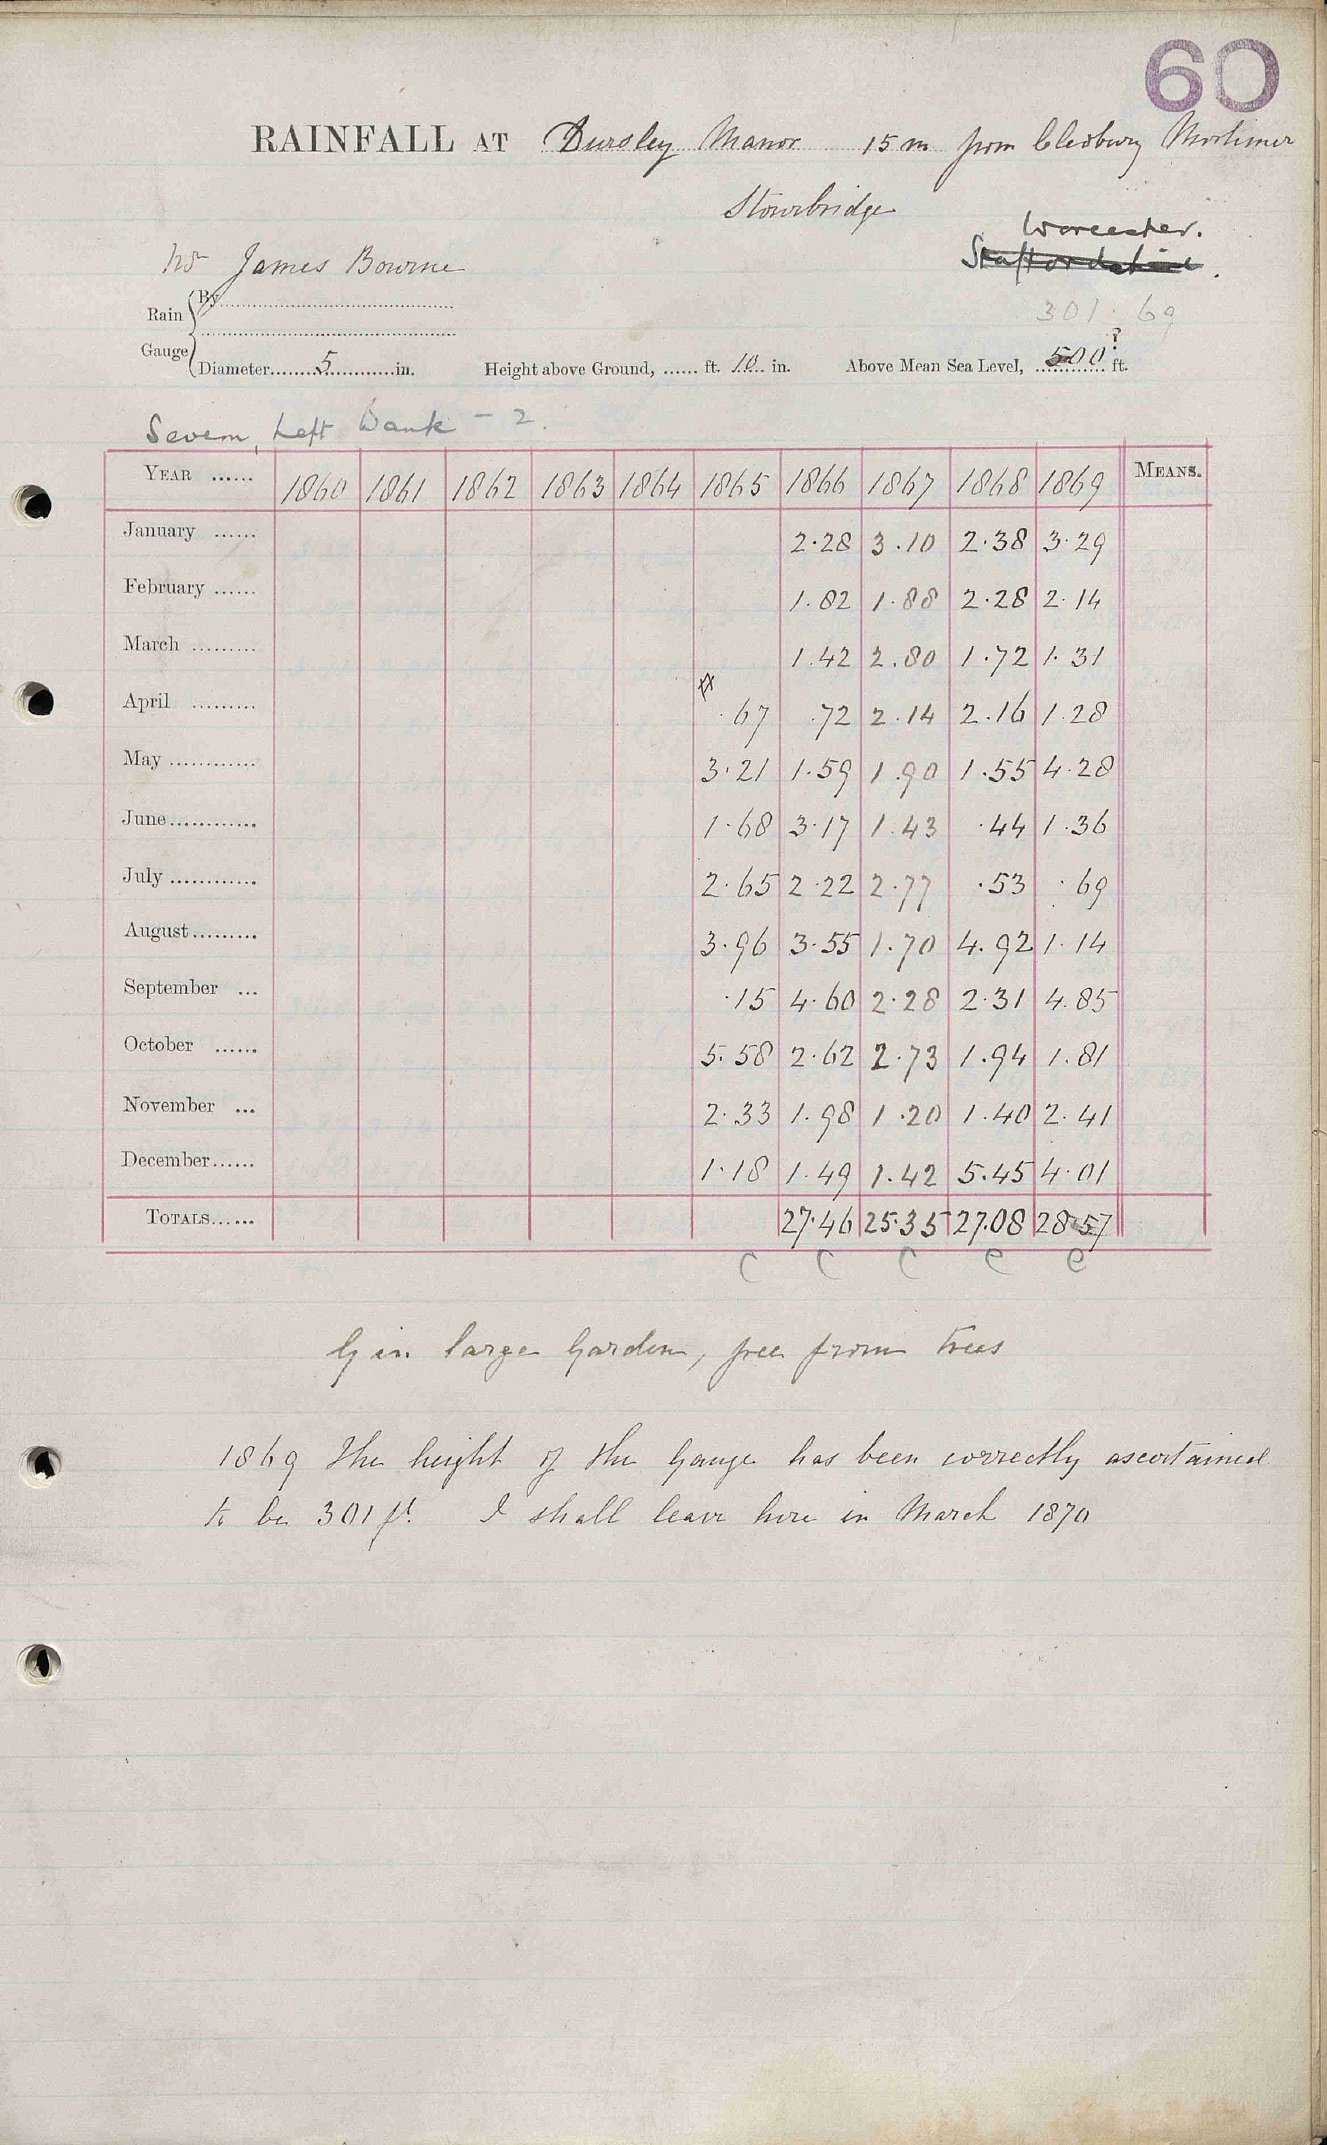 60
RAINFALL AT Dursley Manor 15 m from Cleobury Mortimer
Stourbridge
Worcester.
Staffordshire.
Mr James Bourne
301 . 69
Rain Gauge By
Diameter 5 in. Height above Ground, ...... ft. 10 in. Above Mean Sea Level, 500 ? ft.
Severn, Left Bank - 2.
YEAR ...... 1860 1861 1862 1863 1864 1865 1866 1867 1868 1869 MEANS.
January ...... 2.28 3.10 2.38 3.29
February ...... 1.82 1.88 2.28 2.14
March ......... 1.42 2.80 1.72 1.31
April ......... .67 .72 2.14 2.16 1.28
May ............ 3.21 1.59 1.90 1.55 4.28
June............ 1.68 3.17 1.43 .44 1.36
July ............ 2.65 2.22 2.77 .53 .69
August......... 3.96 3.55 1.70 4.92 1.14
September ... .15 4.60 2.28 2.31 4.85
October ...... 5.58 2.62 2.73 1.94 1.81
November ... 2.33 1.98 1.20 1.40 2.41
December...... 1.18 1.49 1.42 5.45 4.01
TOTALS...... 27.46 25.35 27.08 28.57
C C C C C
G in large Garden, free from trees
1869 The height of the Gauge has been correctly ascertained
to be 301 ft. I shall leave here in March 1870